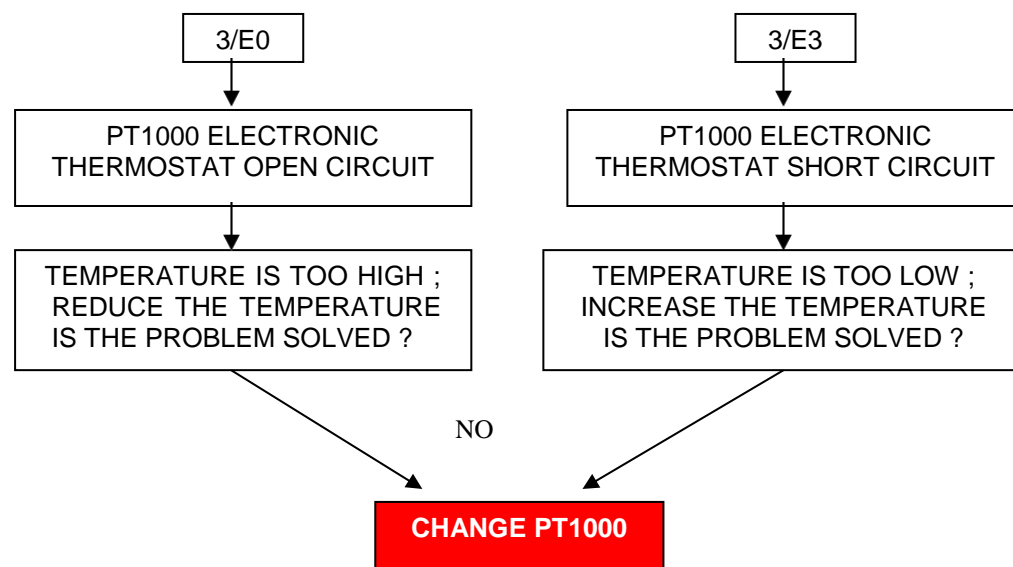 3/E0
PT1000 ELECTRONIC
THERMOSTAT OPEN CIRCUIT
TEMPERATURE IS TOO HIGH ;
REDUCE THE TEMPERATURE
IS THE PROBLEM SOLVED ?
3/E3
PT1000 ELECTRONIC
THERMOSTAT SHORT CIRCUIT
TEMPERATURE IS TOO LOW ;
INCREASE THE TEMPERATURE
IS THE PROBLEM SOLVED ?
NO
CHANGE PT1000